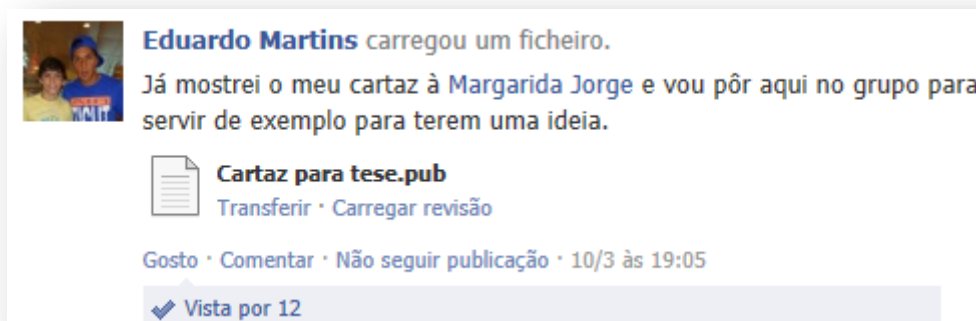 Eduardo Martins carregou um ficheiro.
Já mostrei o meu cartaz à Margarida Jorge e vou pôr aqui no grupo para
servir de exemplo para terem uma ideia.
Cartaz para tese.pub
Transferir · Carregar revisão
Gosto · Comentar · Não seguir publicação · 10/3 às 19:05
Vista por 12